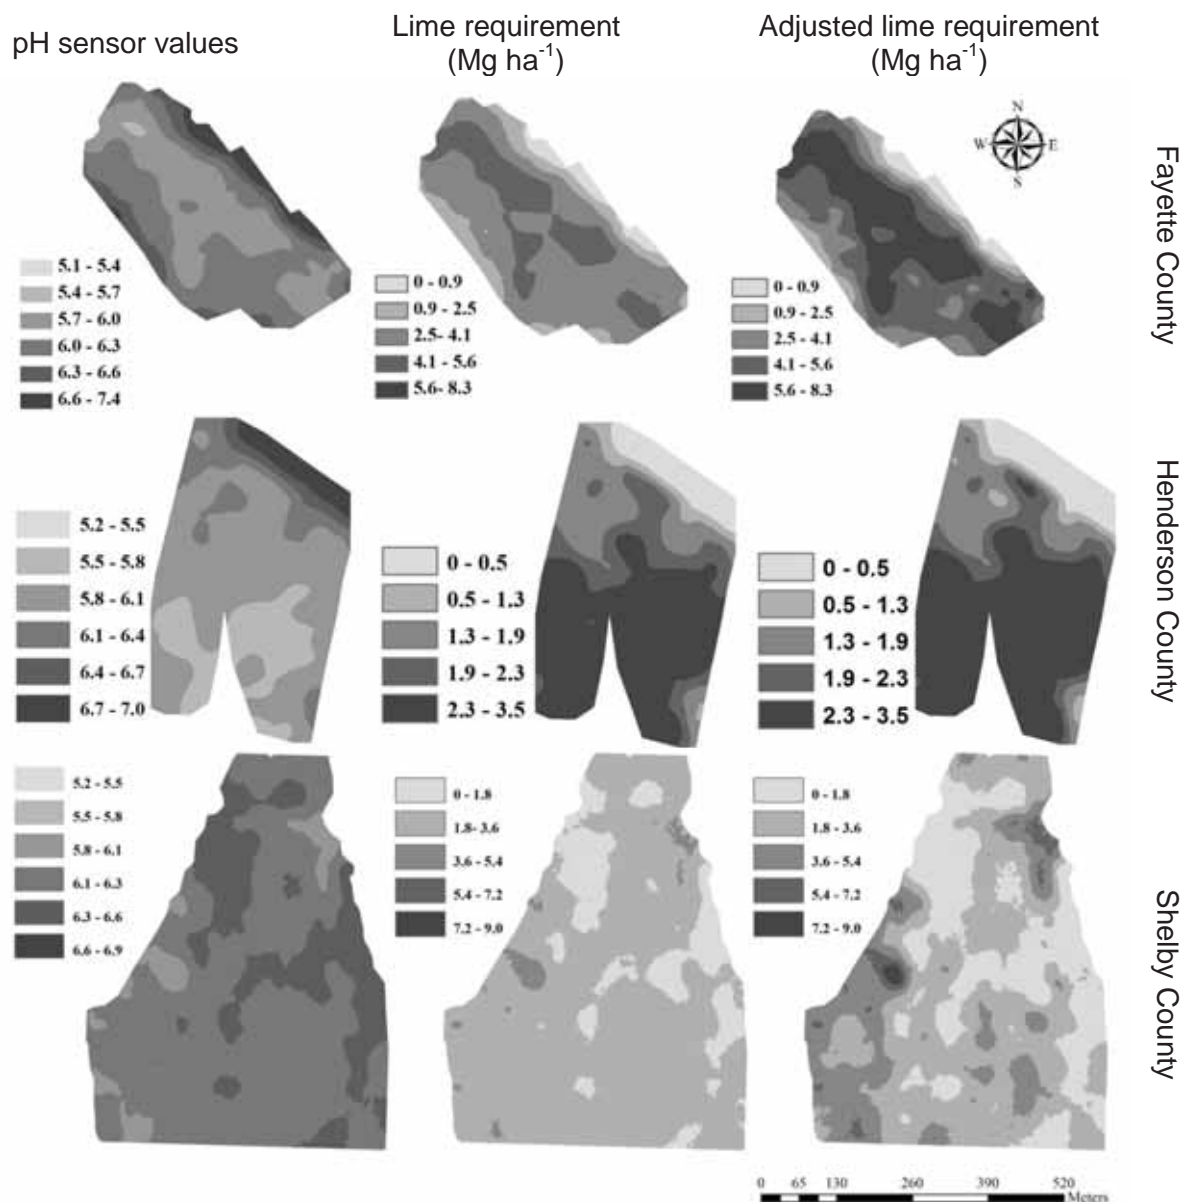 pH sensor values
Lime requirement
(Mg ha-1)
Adjusted lime requirement
(Mg ha-1)
N
W E
S
Fayette County
5.1 - 5.4
5.4 - 5.7
5.7 - 6.0
6.0 - 6.3
6.3 - 6.6
6.6 - 7.4
0 - 0.9
0.9 - 2.5
2.5- 4.1
4.1 - 5.6
5.6- 8.3
0 - 0.9
0.9 - 2.5
2.5 - 4.1
4.1 - 5.6
5.6 - 8.3
Henderson County
5.2 - 5.5
5.5 - 5.8
5.8 - 6.1
6.1 - 6.4
6.4 - 6.7
6.7 - 7.0
0 - 0.5
0.5 - 1.3
1.3 - 1.9
1.9 - 2.3
2.3 - 3.5
0 - 0.5
0.5 - 1.3
1.3 - 1.9
1.9 - 2.3
2.3 - 3.5
Shelby County
5.2 - 5.5
5.5 - 5.8
5.8 - 6.1
6.1 - 6.3
6.3 - 6.6
6.6 - 6.9
0 - 1.8
1.8- 3.6
3.6 - 5.4
5.4 - 7.2
7.2 - 9.0
0 - 1.8
1.8 - 3.6
3.6 - 5.4
5.4 - 7.2
7.2 - 9.0
0 65 130 260 390 520
Meters